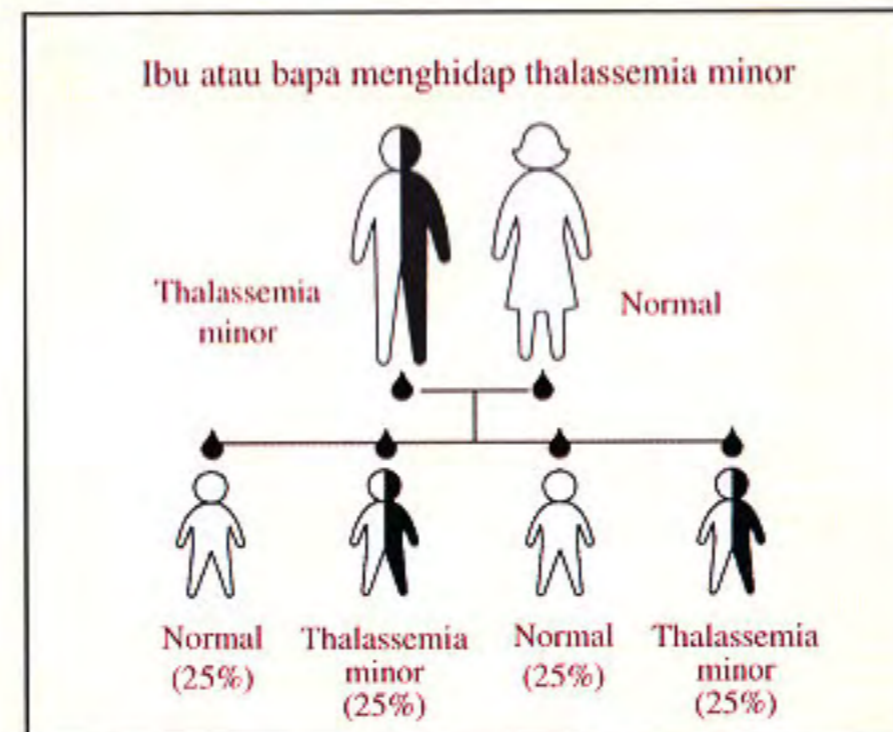 Ibu atau bapa menghidap thalassemia minor
Thalassemia
minor
Normal
Normal
(25%)
Thalassemia
minor
(25%)
Normal
(25%)
Thalassemia
minor
(25%)